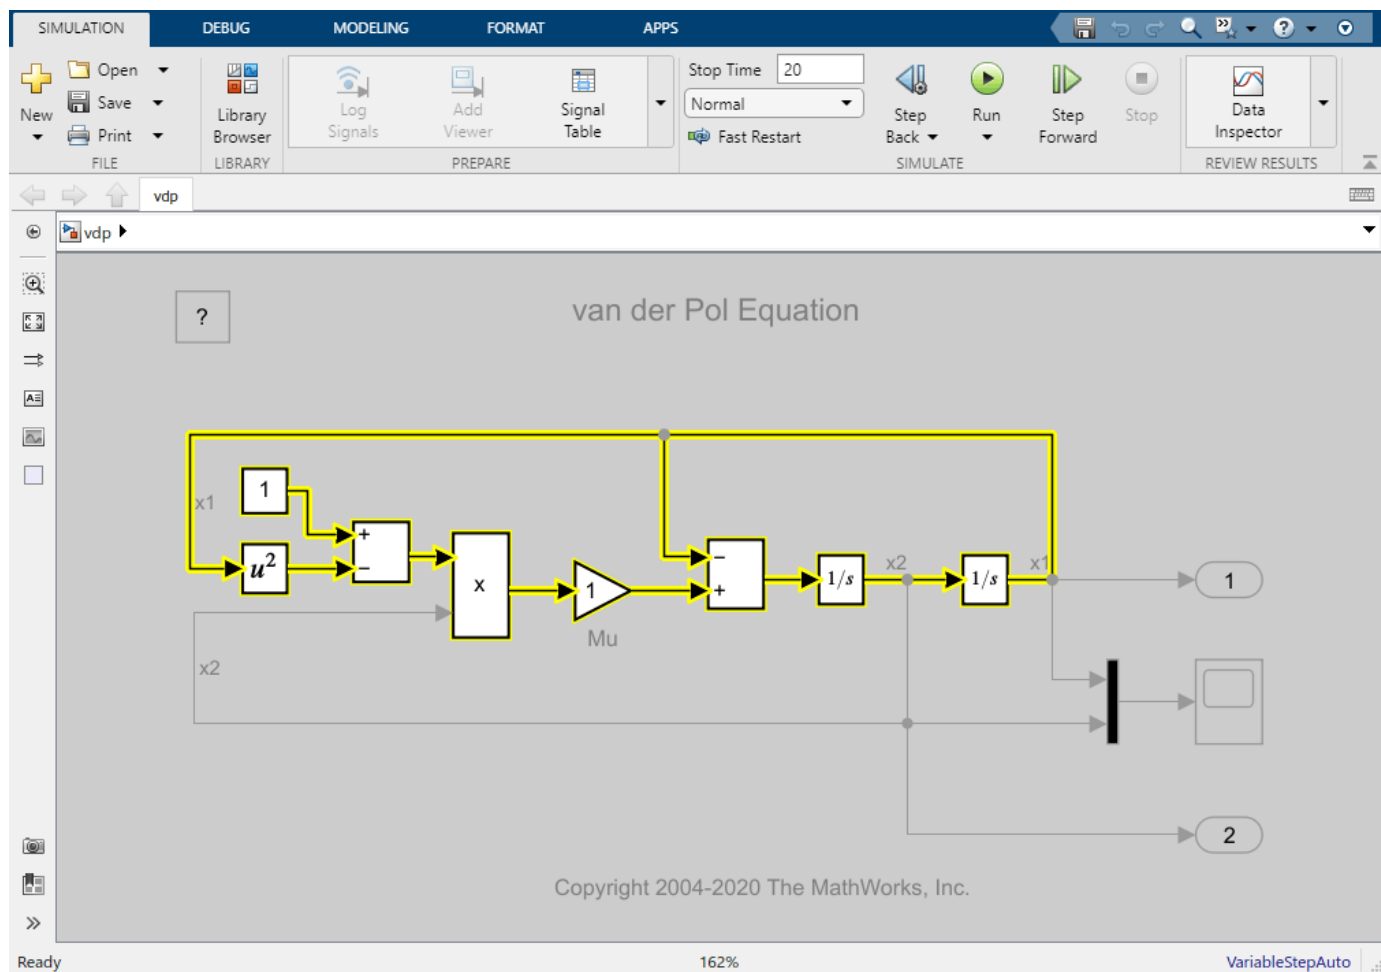 SIMULATION DEBUG MODELING FORMAT APPS
New
Open
Save
Print
FILE
Library
Browser
LIBRARY
Log
Signals
Add
Viewer
Signal
Table
PREPARE
Stop Time 20
Normal
Fast Restart
Step
Back
Run
Step
Forward
Stop
SIMULATE
Data
Inspector
REVIEW RESULTS
vdp
vdp
?
van der Pol Equation
x1
1
u²
+
−
x
1
Mu
−
+
1/s
x2
1/s
x1
1
x2
2
Copyright 2004-2020 The MathWorks, Inc.
Ready 162% VariableStepAuto